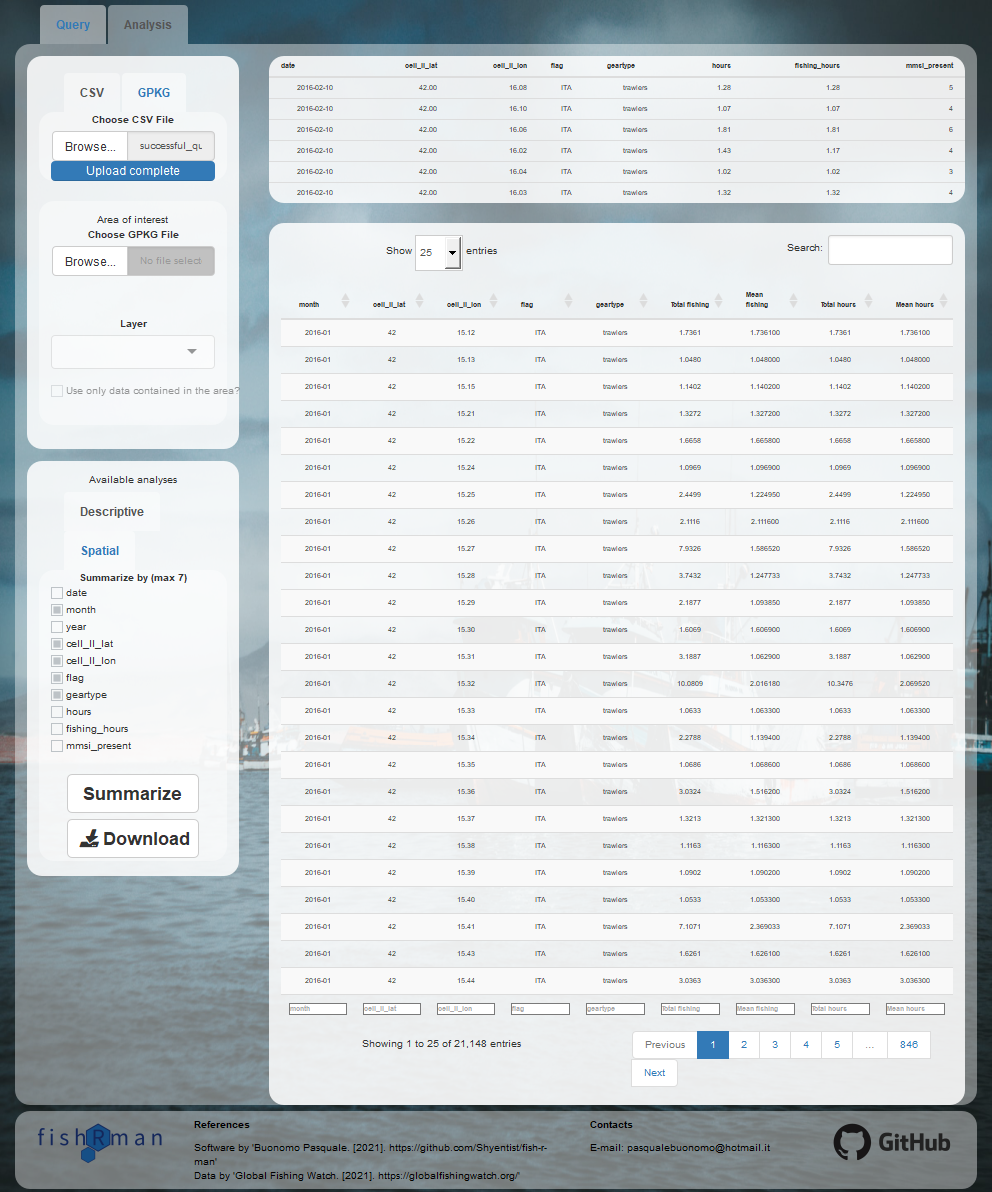 Query Analysis
CSV GPKG
Choose CSV File
Browse... successful_qu
Upload complete
Area of interest
Choose GPKG File
Browse... No file select
Layer
Use only data contained in the area?
Available analyses
Descriptive
Spatial
Summarize by (max 7)
date
month
year
cell_ll_lat
cell_ll_lon
flag
geartype
hours
fishing_hours
mmsi_present
Summarize
Download
date cell_ll_lat cell_ll_lon flag geartype hours fishing_hours mmsi_present
2016-02-10 42.00 16.08 ITA trawlers 1.28 1.28 5
2016-02-10 42.00 16.10 ITA trawlers 1.07 1.07 4
2016-02-10 42.00 16.06 ITA trawlers 1.81 1.81 6
2016-02-10 42.00 16.02 ITA trawlers 1.43 1.17 4
2016-02-10 42.00 16.04 ITA trawlers 1.02 1.02 3
2016-02-10 42.00 16.03 ITA trawlers 1.32 1.32 4
Show 25 entries Search:
month cell_ll_lat cell_ll_lon flag geartype Total fishing Mean fishing Total hours Mean hours
2016-01 42 15.12 ITA trawlers 1.7361 1.736100 1.7361 1.736100
2016-01 42 15.13 ITA trawlers 1.0480 1.048000 1.0480 1.048000
2016-01 42 15.15 ITA trawlers 1.1402 1.140200 1.1402 1.140200
2016-01 42 15.21 ITA trawlers 1.3272 1.327200 1.3272 1.327200
2016-01 42 15.22 ITA trawlers 1.6658 1.665800 1.6658 1.665800
2016-01 42 15.24 ITA trawlers 1.0969 1.096900 1.0969 1.096900
2016-01 42 15.25 ITA trawlers 2.4499 1.224950 2.4499 1.224950
2016-01 42 15.26 ITA trawlers 2.1116 2.111600 2.1116 2.111600
2016-01 42 15.27 ITA trawlers 7.9326 1.586520 7.9326 1.586520
2016-01 42 15.28 ITA trawlers 3.7432 1.247733 3.7432 1.247733
2016-01 42 15.29 ITA trawlers 2.1877 1.093850 2.1877 1.093850
2016-01 42 15.30 ITA trawlers 1.6069 1.606900 1.6069 1.606900
2016-01 42 15.31 ITA trawlers 3.1887 1.062900 3.1887 1.062900
2016-01 42 15.32 ITA trawlers 10.0809 2.016180 10.3476 2.069520
2016-01 42 15.33 ITA trawlers 1.0633 1.063300 1.0633 1.063300
2016-01 42 15.34 ITA trawlers 2.2788 1.139400 2.2788 1.139400
2016-01 42 15.35 ITA trawlers 1.0686 1.068600 1.0686 1.068600
2016-01 42 15.36 ITA trawlers 3.0324 1.516200 3.0324 1.516200
2016-01 42 15.37 ITA trawlers 1.3213 1.321300 1.3213 1.321300
2016-01 42 15.38 ITA trawlers 1.1163 1.116300 1.1163 1.116300
2016-01 42 15.39 ITA trawlers 1.0902 1.090200 1.0902 1.090200
2016-01 42 15.40 ITA trawlers 1.0533 1.053300 1.0533 1.053300
2016-01 42 15.41 ITA trawlers 7.1071 2.369033 7.1071 2.369033
2016-01 42 15.43 ITA trawlers 1.6261 1.626100 1.6261 1.626100
2016-01 42 15.44 ITA trawlers 3.0363 3.036300 3.0363 3.036300
month cell_ll_lat cell_ll_lon flag geartype Total fishing Mean fishing Total hours Mean hours
Showing 1 to 25 of 21,148 entries Previous 1 2 3 4 5 ... 846
Next
fishRman
References
Software by 'Buonomo Pasquale. [2021]. https://github.com/Shyentist/fish-r-
man'
Data by 'Global Fishing Watch. [2021]. https://globalfishingwatch.org/'
Contacts
E-mail: pasqualebuonomo@hotmail.it
GitHub